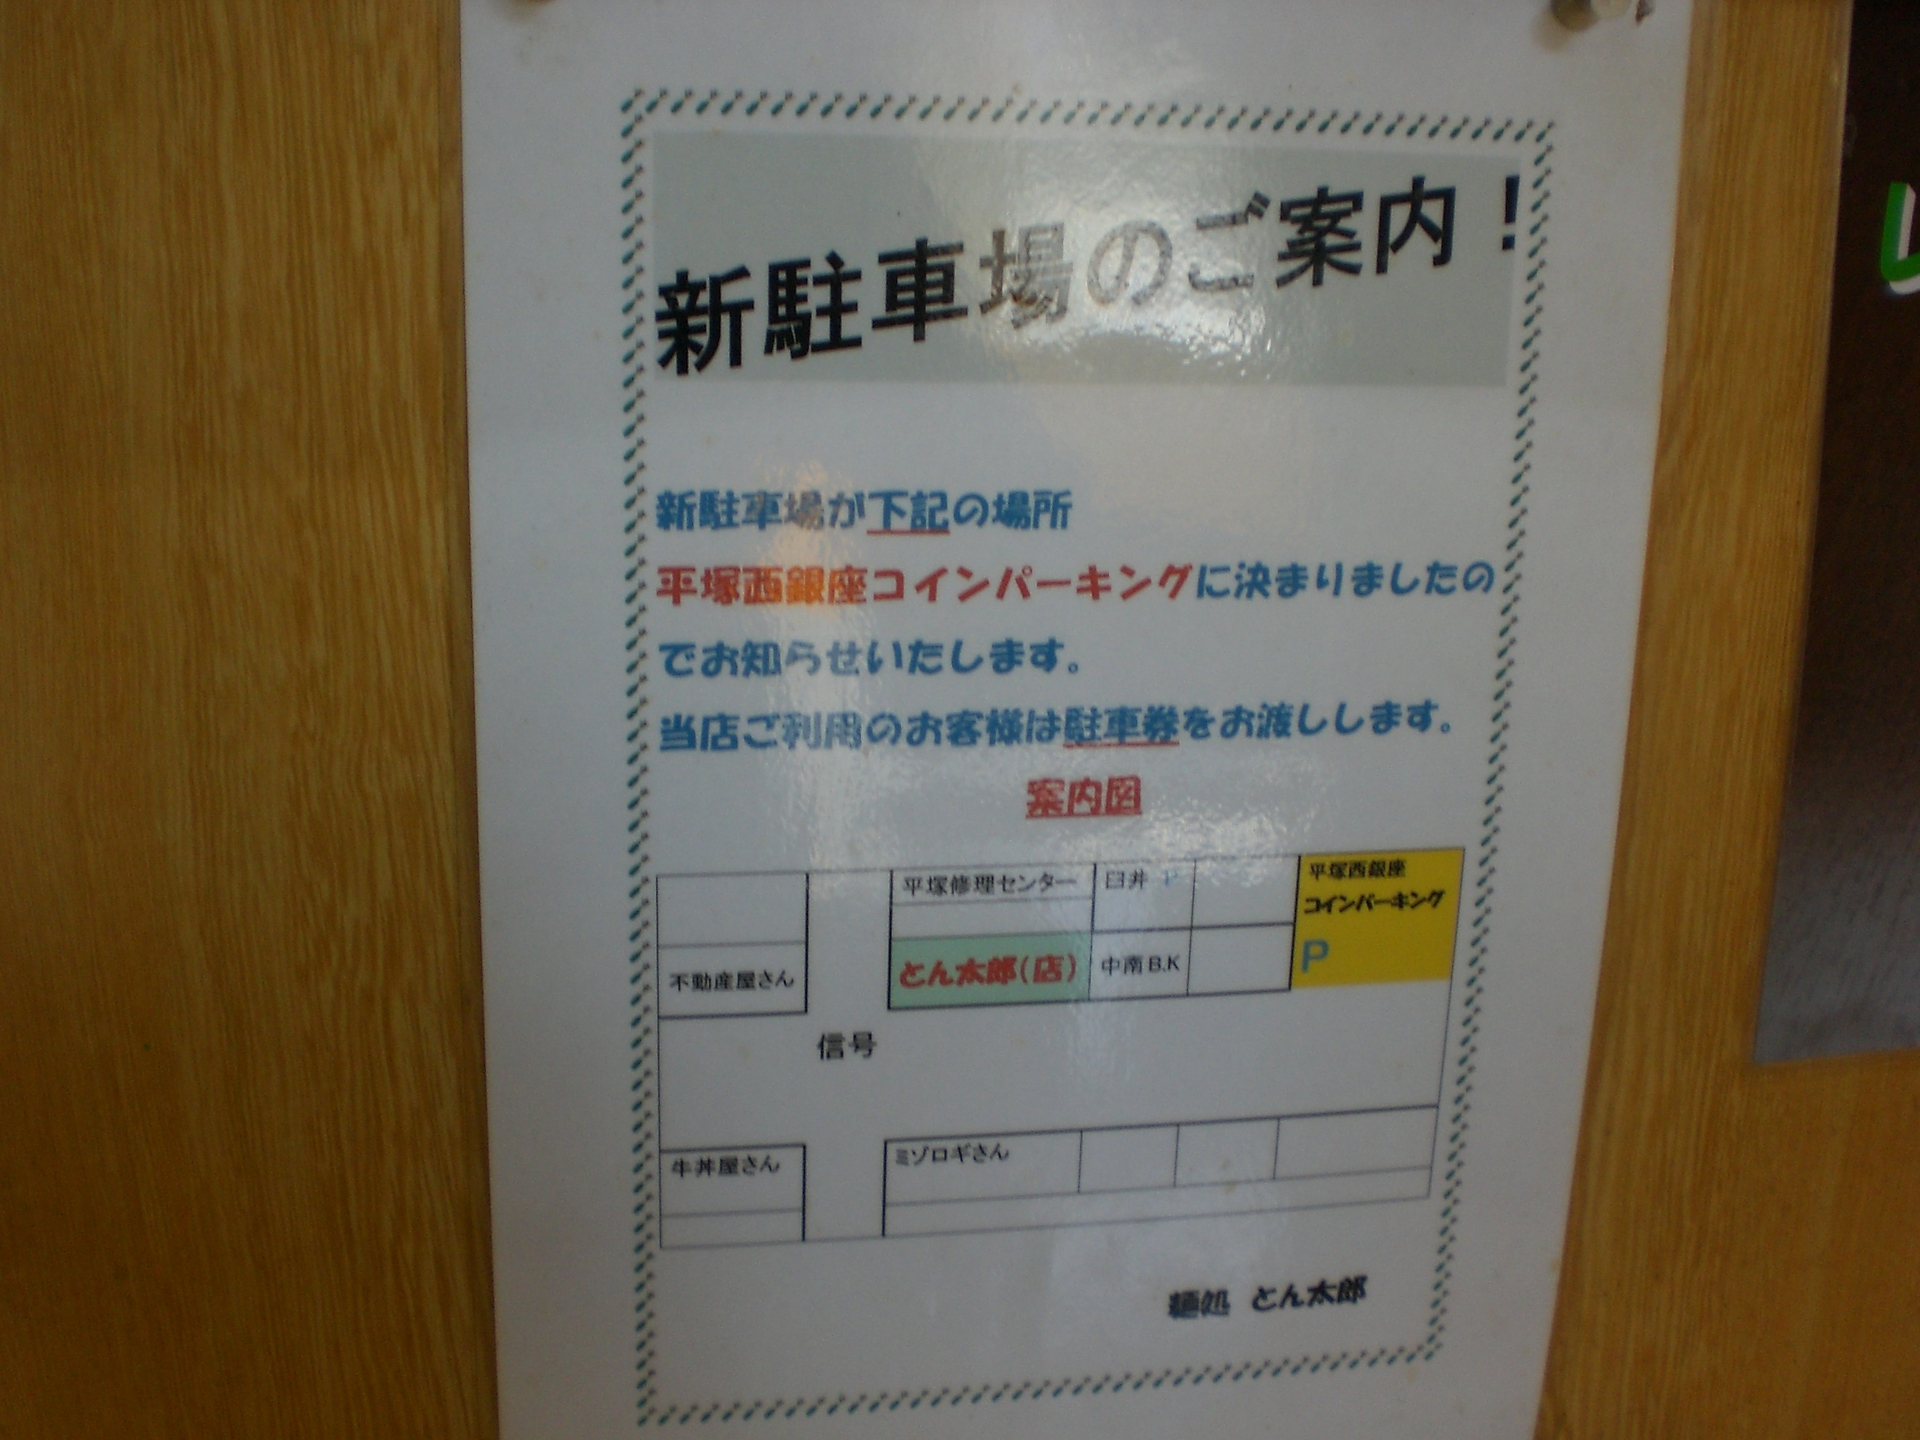 新駐車場のご案内！
新駐車場が下記の場所
平塚西銀座コインパーキングに決まりましたの
でお知らせいたします。
当店ご利用のお客様は駐車券をお渡しします。
案内図
平塚修理センター
臼井 P
平塚西銀座
コインパーキング
P
不動産屋さん
とん太郎(店)
中南B.K
信号
牛丼屋さん
ミゾロギさん
麺処 とん太郎